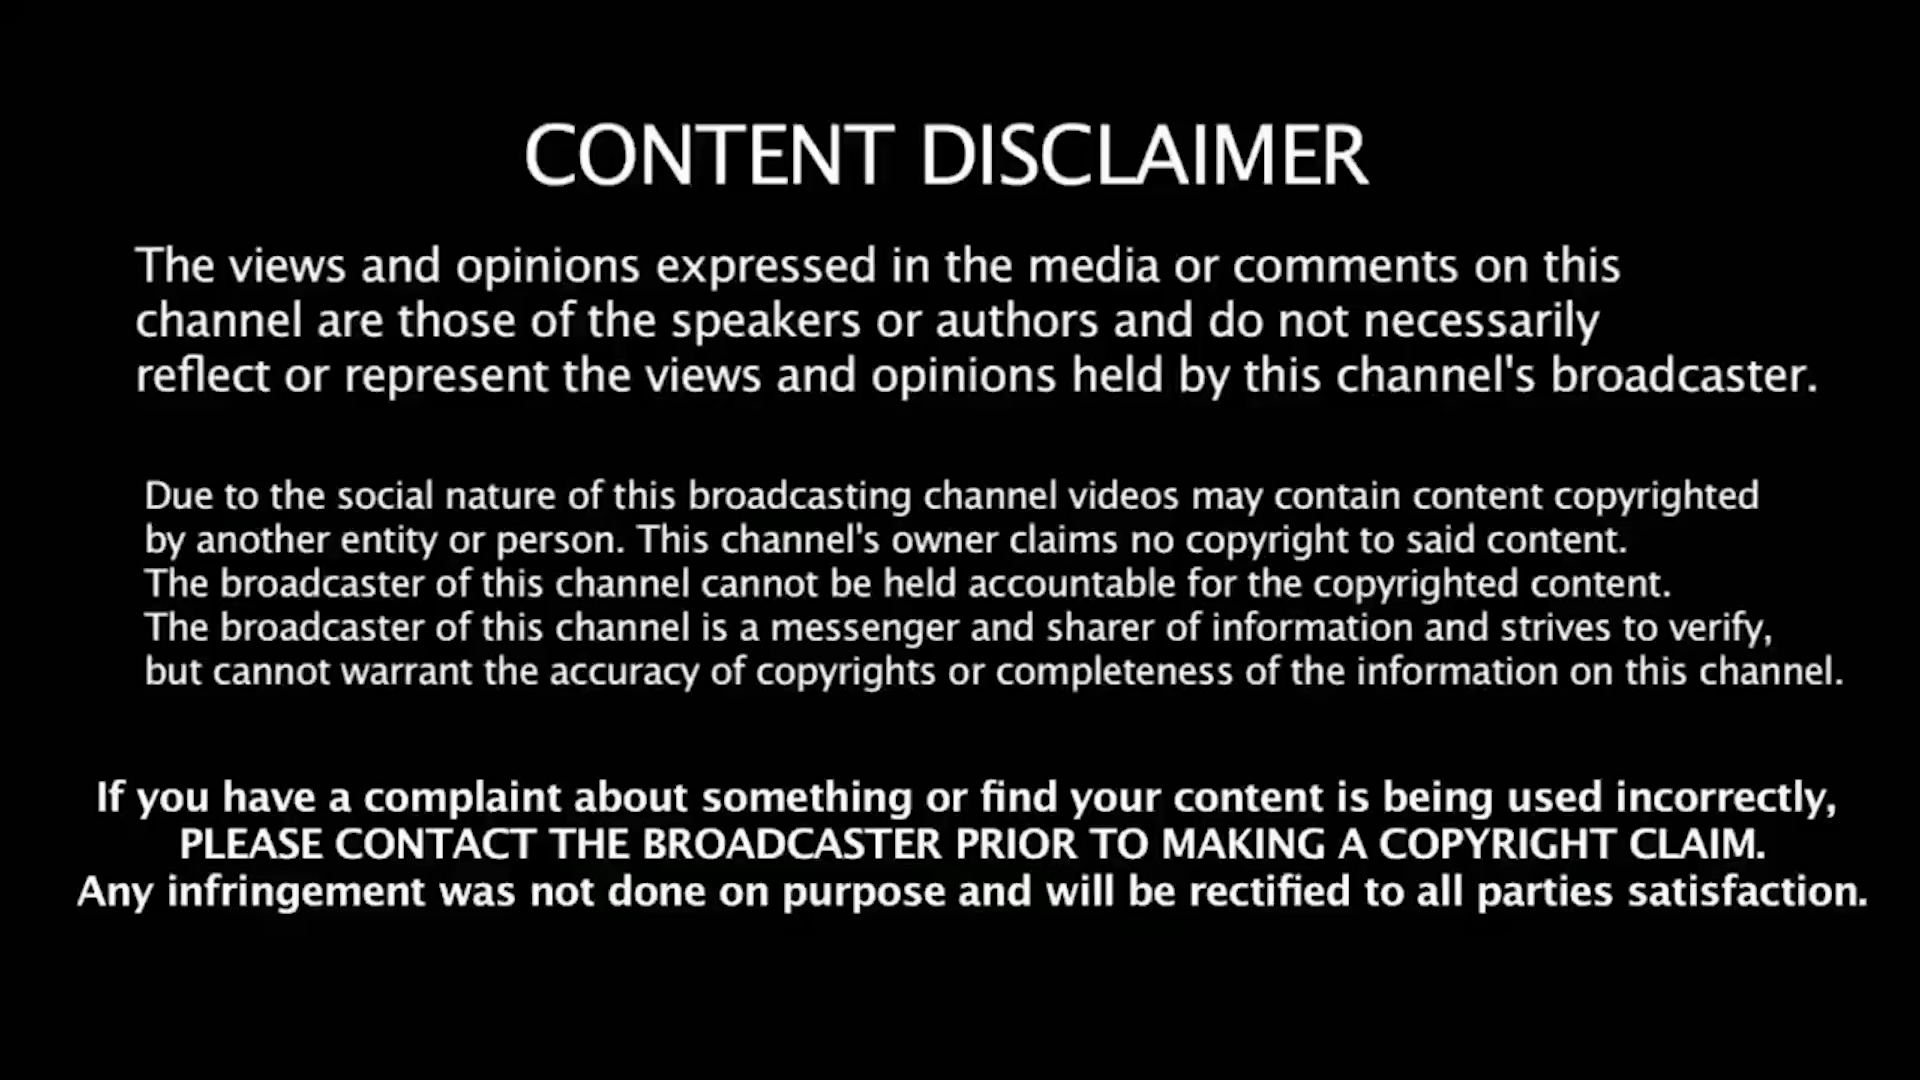 CONTENT DISCLAIMER
The views and opinions expressed in the media or comments on this
channel are those of the speakers or authors and do not necessarily
reflect or represent the views and opinions held by this channel's broadcaster.
Due to the social nature of this broadcasting channel videos may contain content copyrighted
by another entity or person. This channel's owner claims no copyright to said content.
The broadcaster of this channel cannot be held accountable for the copyrighted content.
The broadcaster of this channel is a messenger and sharer of information and strives to verify,
but cannot warrant the accuracy of copyrights or completeness of the information on this channel.
If you have a complaint about something or find your content is being used incorrectly,
PLEASE CONTACT THE BROADCASTER PRIOR TO MAKING A COPYRIGHT CLAIM.
Any infringement was not done on purpose and will be rectified to all parties satisfaction.